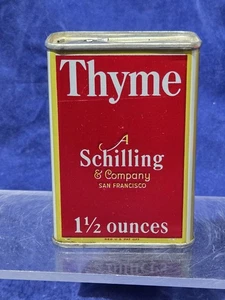 Thyme
A
Schilling
& Company
SAN FRANCISCO
1½ ounces